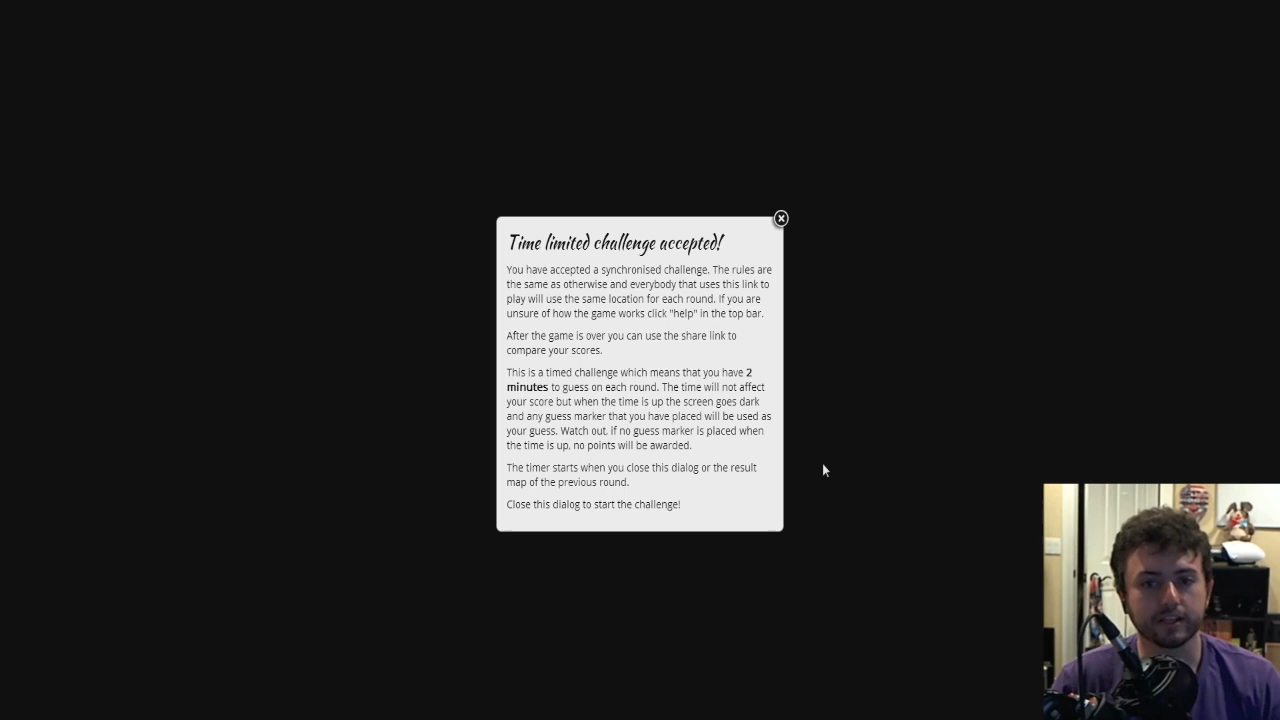 Time limited challenge accepted!
You have accepted a synchronised challenge. The rules are
the same as otherwise and everybody that uses this link to
play will use the same location for each round. If you are
unsure of how the game works click "help" in the top bar.
After the game is over you can use the share link to
compare your scores.
This is a timed challenge which means that you have 2
minutes to guess on each round. The time will not affect
your score but when the time is up the screen goes dark
and any guess marker that you have placed will be used as
your guess. Watch out, if no guess marker is placed when
the time is up, no points will be awarded.
The timer starts when you close this dialog or the result
map of the previous round.
Close this dialog to start the challenge!